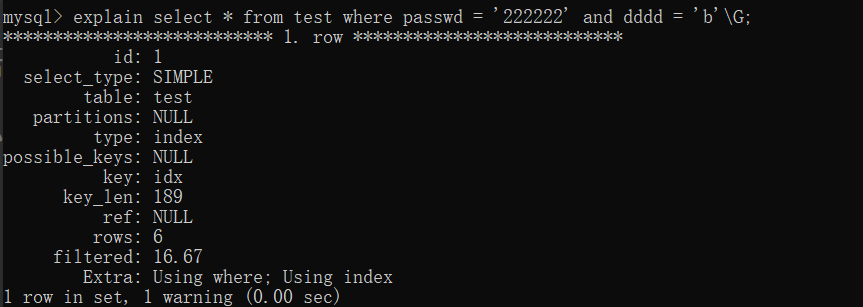 mysql> explain select * from test where passwd = '222222' and dddd = 'b'\G;
*************************** 1. row ***************************
id: 1
select_type: SIMPLE
table: test
partitions: NULL
type: index
possible_keys: NULL
key: idx
key_len: 189
ref: NULL
rows: 6
filtered: 16.67
Extra: Using where; Using index
1 row in set, 1 warning (0.00 sec)